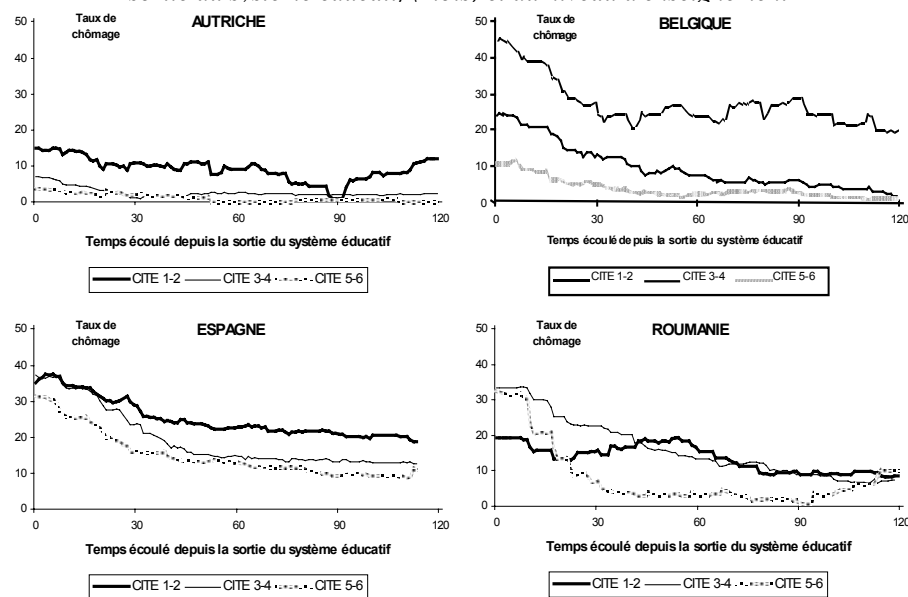 Taux de
chômage
AUTRICHE
50
40
30
20
10
0
0 30 60 90 120
Temps écoulé depuis la sortie du système éducatif
CITE 1-2 CITE 3-4 CITE 5-6
Taux de
chômage
BELGIQUE
50
40
30
20
10
0
0 30 60 90 120
Temps écoulé depuis la sortie du système éducatif
CITE 1-2 CITE 3-4 CITE 5-6
Taux de
chômage
ESPAGNE
50
40
30
20
10
0
0 30 60 90 120
Temps écoulé depuis la sortie du système éducatif
CITE 1-2 CITE 3-4 CITE 5-6
Taux de
chômage
ROUMANIE
50
40
30
20
10
0
0 30 60 90 120
Temps écoulé depuis la sortie du système éducatif
CITE 1-2 CITE 3-4 CITE 5-6